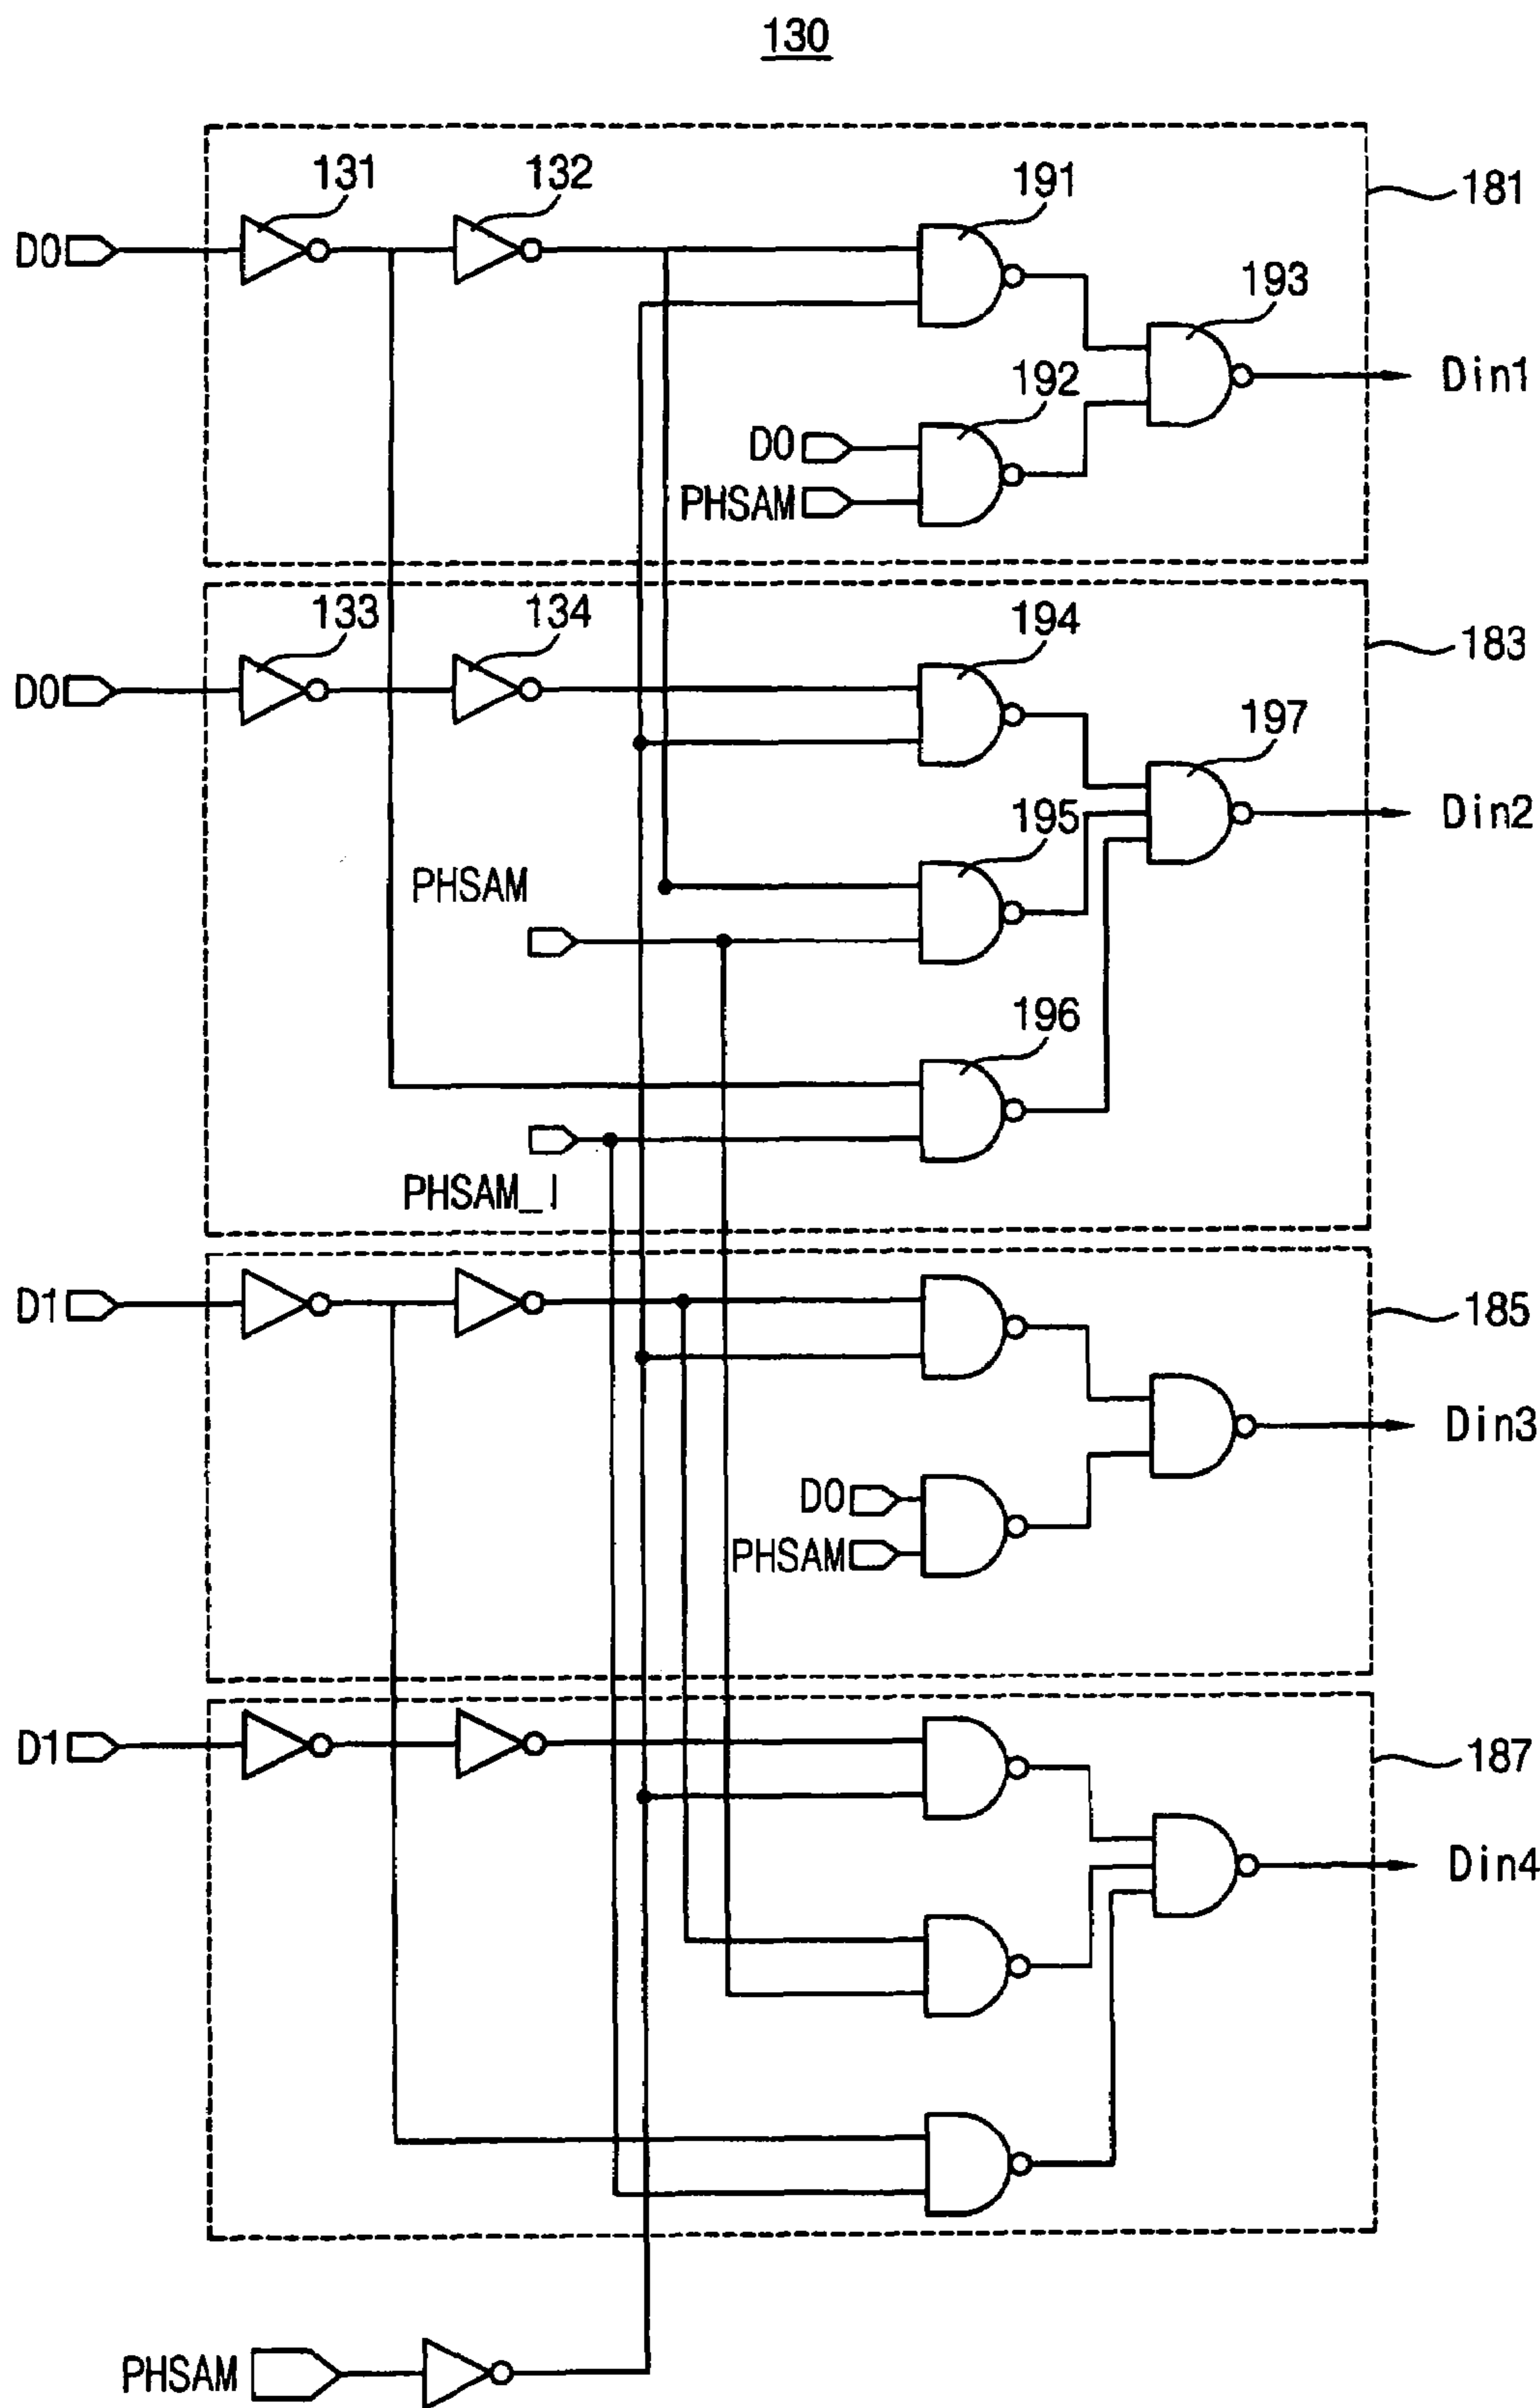 130
131
132
191
181
D0
193
Din1
192
D0
PHSAM
133
134
194
183
D0
197
195
Din2
PHSAM
196
PHSAM_I
D1
185
Din3
D0
PHSAM
D1
187
Din4
PHSAM